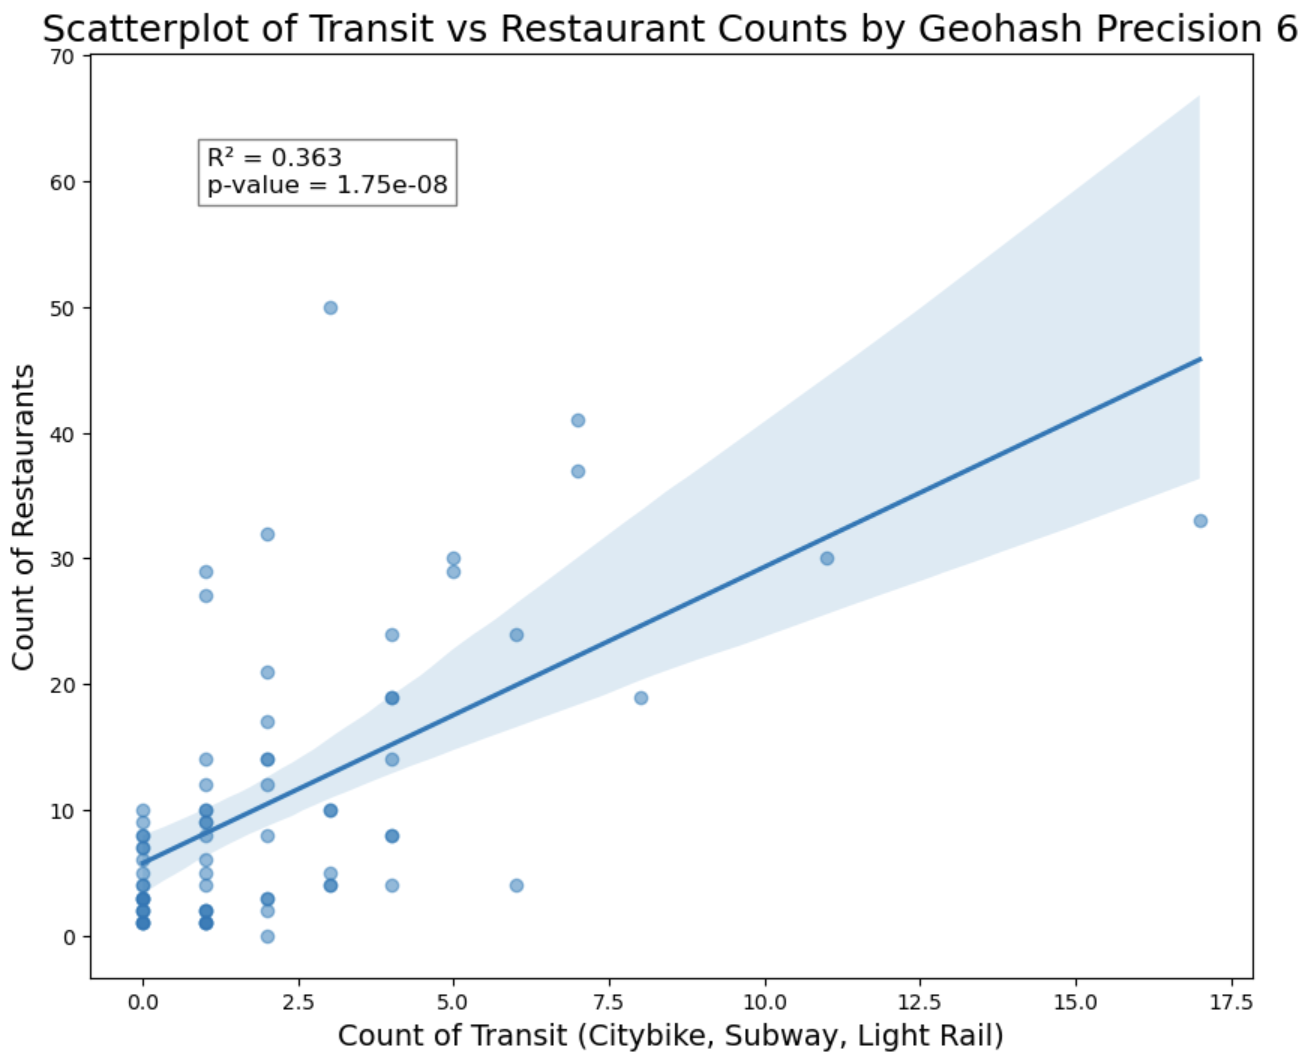 Scatterplot of Transit vs Restaurant Counts by Geohash Precision 6
70
60
50
40
30
20
10
0
Count of Restaurants
R² = 0.363
p-value = 1.75e-08
0.0 2.5 5.0 7.5 10.0 12.5 15.0 17.5
Count of Transit (Citybike, Subway, Light Rail)